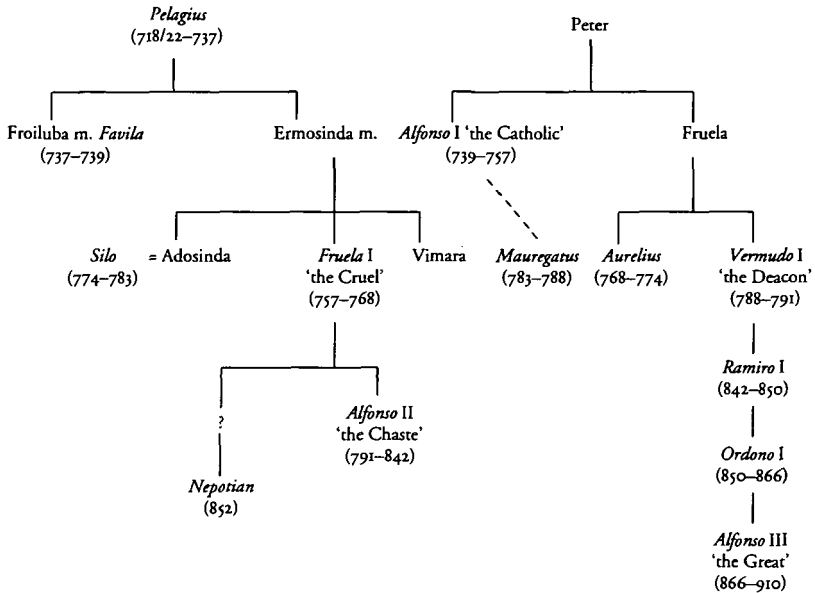 Pelagius
(718/22–737)
Peter
Froiluba m. Favila
(737–739)
Ermosinda m.
Alfonso I 'the Catholic'
(739–757)
Fruela
Silo
(774–783)
= Adosinda
Fruela I
'the Cruel'
(757–768)
Vimara
Mauregatus
(783–788)
Aurelius
(768–774)
Vermudo I
'the Deacon'
(788–791)
Ramiro I
(842–850)
?
Alfonso II
'the Chaste'
(791–842)
Ordono I
(850–866)
Nepotian
(852)
Alfonso III
'the Great'
(866–910)